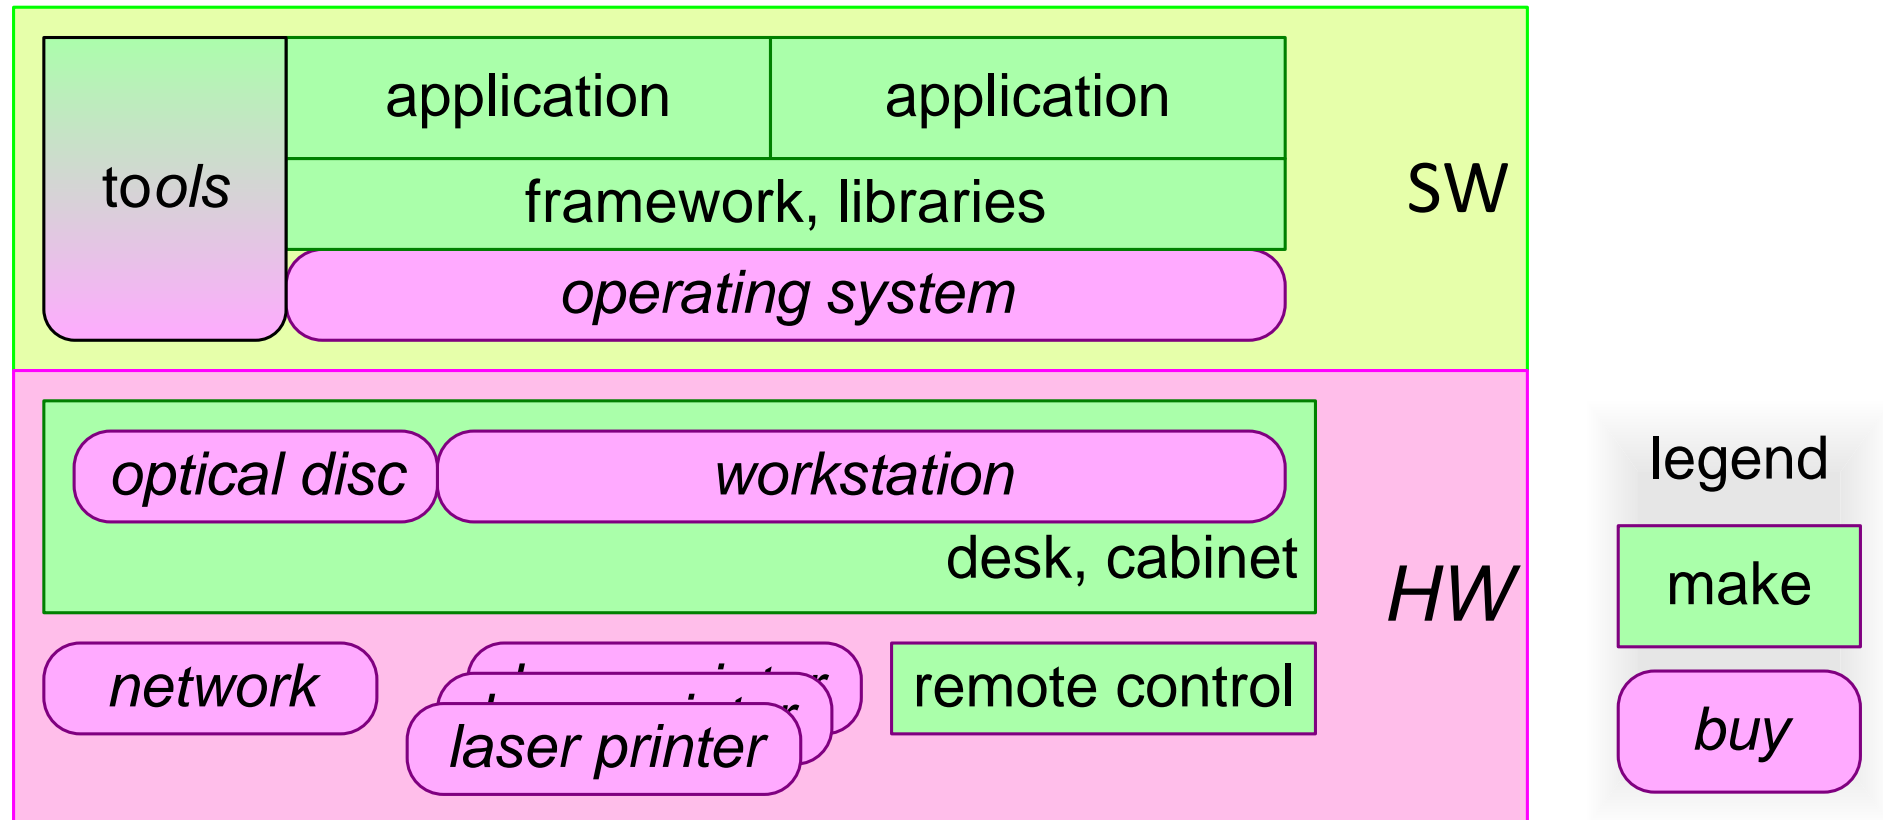 application
application
tools
framework, libraries
SW
operating system
optical disc
workstation
legend
desk, cabinet
HW
make
network
remote control
laser printer
buy